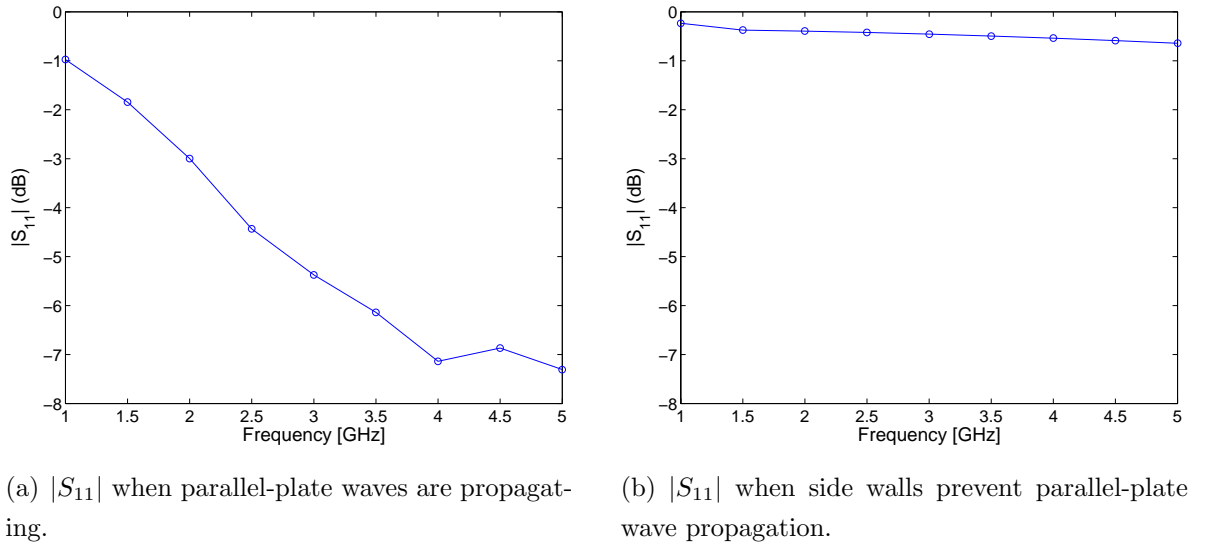 0
−1
−2
−3
−4
−5
−6
−7
−8
|S11| (dB)
1 1.5 2 2.5 3 3.5 4 4.5 5
Frequency [GHz]
(a) |S11| when parallel-plate waves are propagat-
ing.
0
−1
−2
−3
−4
−5
−6
−7
−8
|S11| (dB)
1 1.5 2 2.5 3 3.5 4 4.5 5
Frequency [GHz]
(b) |S11| when side walls prevent parallel-plate
wave propagation.